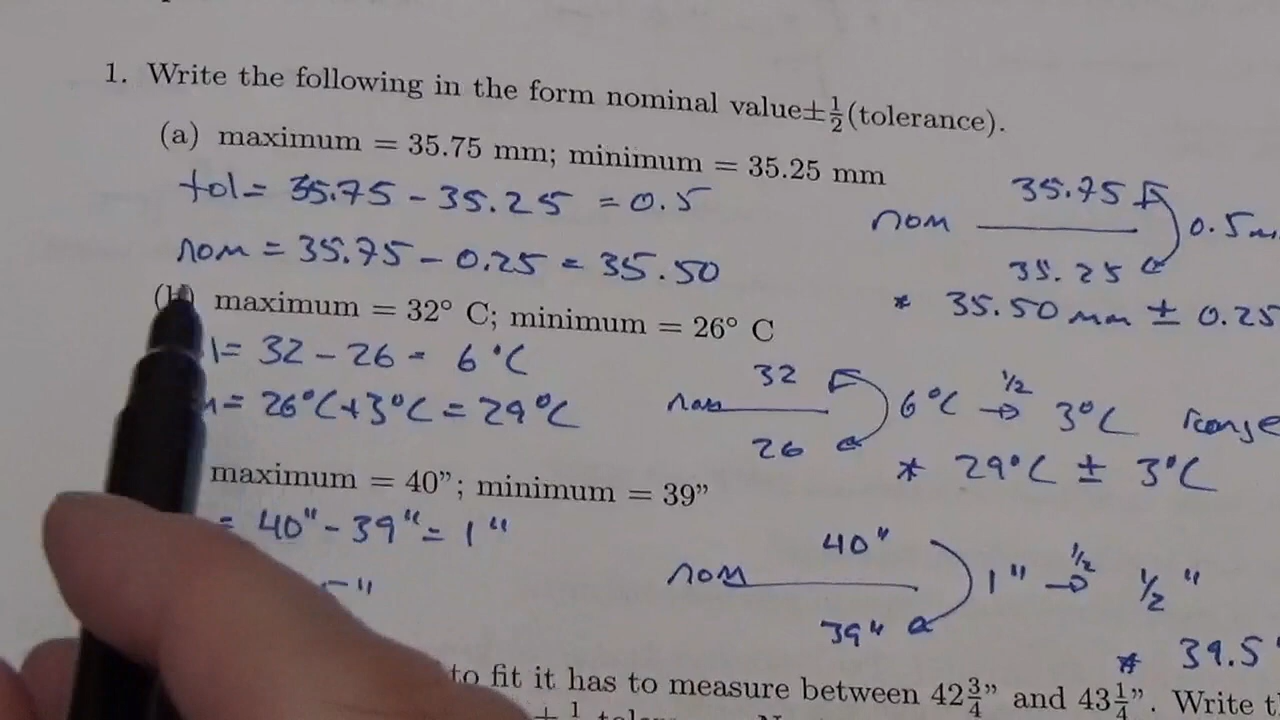 1. Write the following in the form nominal value±½(tolerance).
(a) maximum = 35.75 mm; minimum = 35.25 mm
tol= 35.75 - 35.25 = 0.5
nom = 35.75 - 0.25 = 35.50
nom 35.75 0.5
35.25
* 35.50 mm ± 0.25
maximum = 32° C; minimum = 26° C
= 32 - 26 = 6°C
= 26°C+3°C = 29°C
nom 32 6°C ½→ 3°C range
26
* 29°C ± 3°C
maximum = 40”; minimum = 39”
= 40" - 39" = 1"
nom 40" 1" ½→ ½"
39"
* 39.5
to fit it has to measure between 42¾” and 43¼”. Write